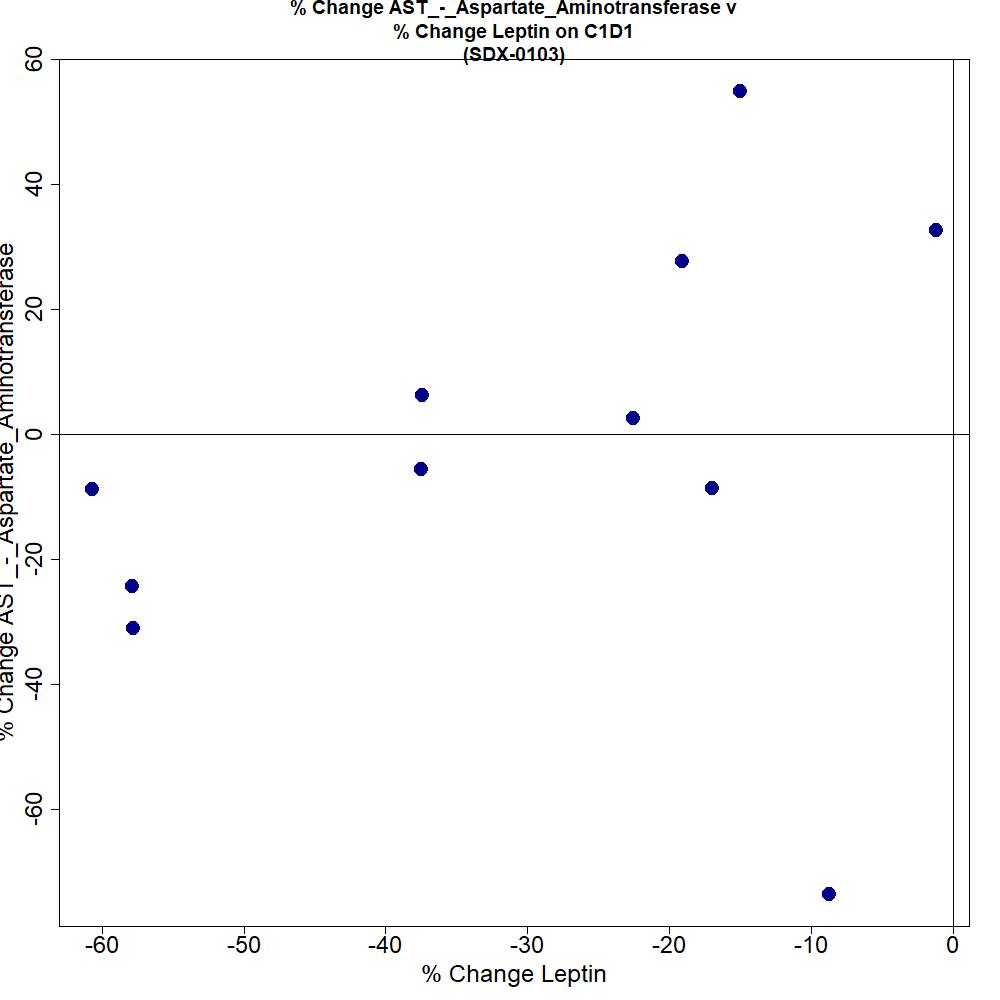 % Change AST_-_Aspartate_Aminotransferase v
% Change Leptin on C1D1
(SDX-0103)
% Change AST_-_Aspartate_Aminotransferase
60
40
20
0
-20
-40
-60
-60 -50 -40 -30 -20 -10 0
% Change Leptin